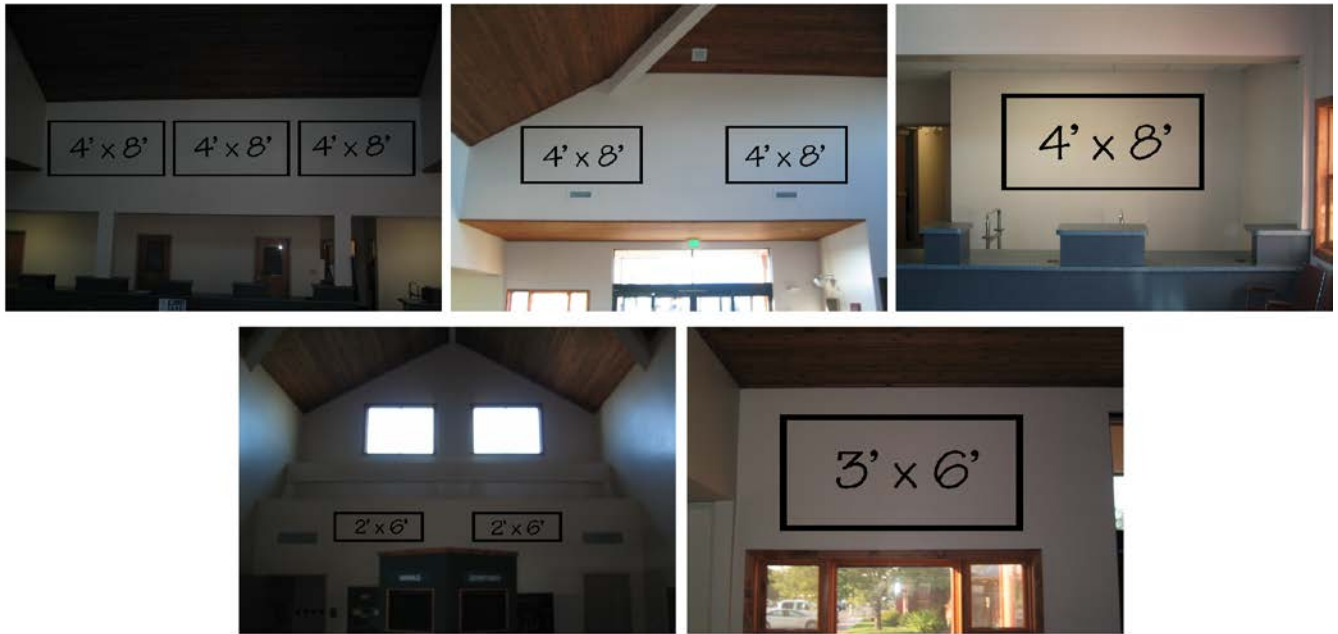 4' x 8' 4' x 8' 4' x 8'
4' x 8' 4' x 8'
4' x 8'
2' x 6' 2' x 6'
3' x 6'